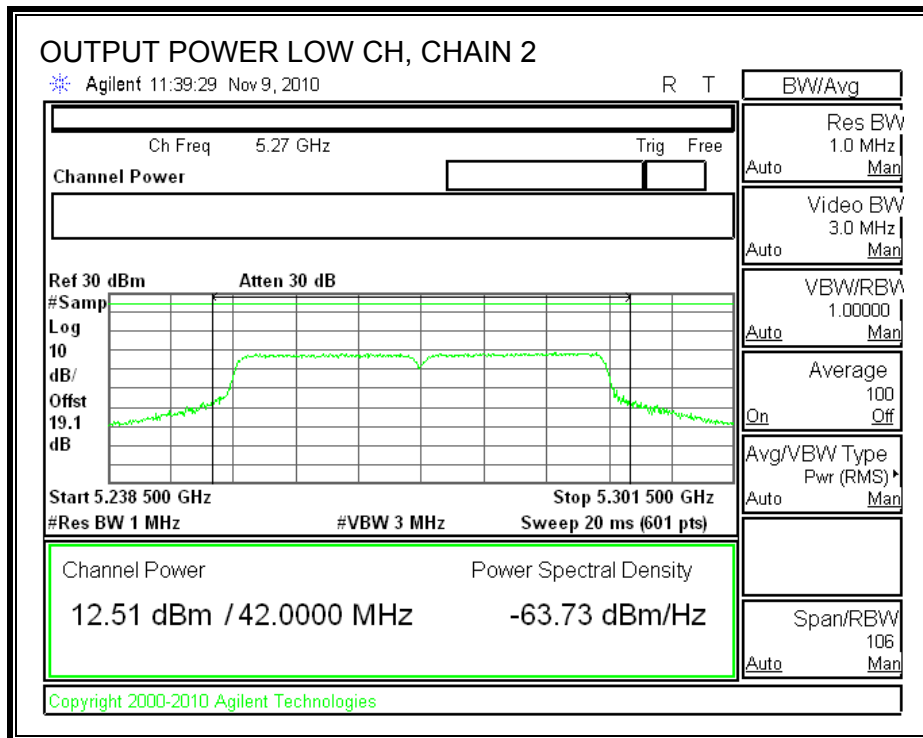 OUTPUT POWER LOW CH, CHAIN 2
Agilent 11:39:29 Nov 9, 2010 R T
Ch Freq 5.27 GHz Trig Free
Channel Power
Ref 30 dBm Atten 30 dB
#Samp
Log
10
dB/
Offst
19.1
dB
Start 5.238 500 GHz Stop 5.301 500 GHz
#Res BW 1 MHz #VBW 3 MHz Sweep 20 ms (601 pts)
Channel Power Power Spectral Density
12.51 dBm / 42.0000 MHz -63.73 dBm/Hz
Copyright 2000-2010 Agilent Technologies
BW/Avg
Res BW
1.0 MHz
Auto Man
Video BW
3.0 MHz
Auto Man
VBW/RBW
1.00000
Auto Man
Average
100
On Off
Avg/VBW Type
Pwr (RMS)
Auto Man
Span/RBW
106
Auto Man